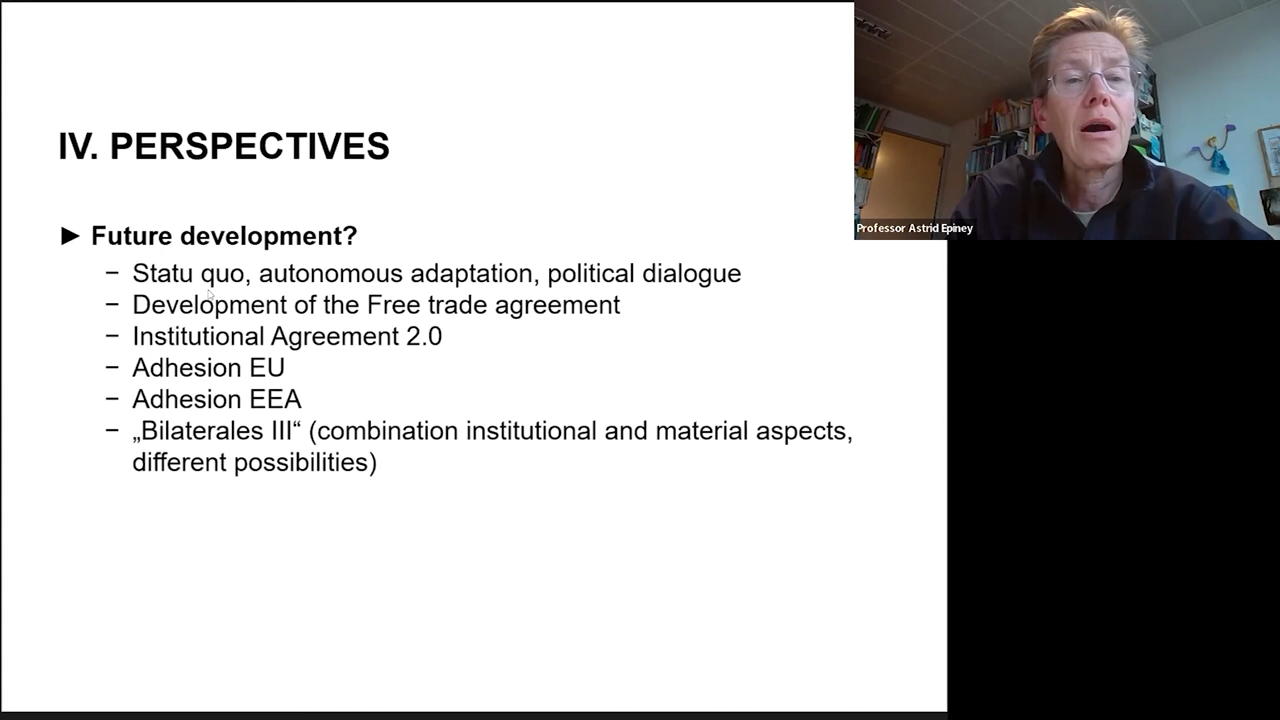 IV. PERSPECTIVES
► Future development?
− Statu quo, autonomous adaptation, political dialogue
− Development of the Free trade agreement
− Institutional Agreement 2.0
− Adhesion EU
− Adhesion EEA
− „Bilaterales III“ (combination institutional and material aspects,
different possibilities)
Professor Astrid Epiney